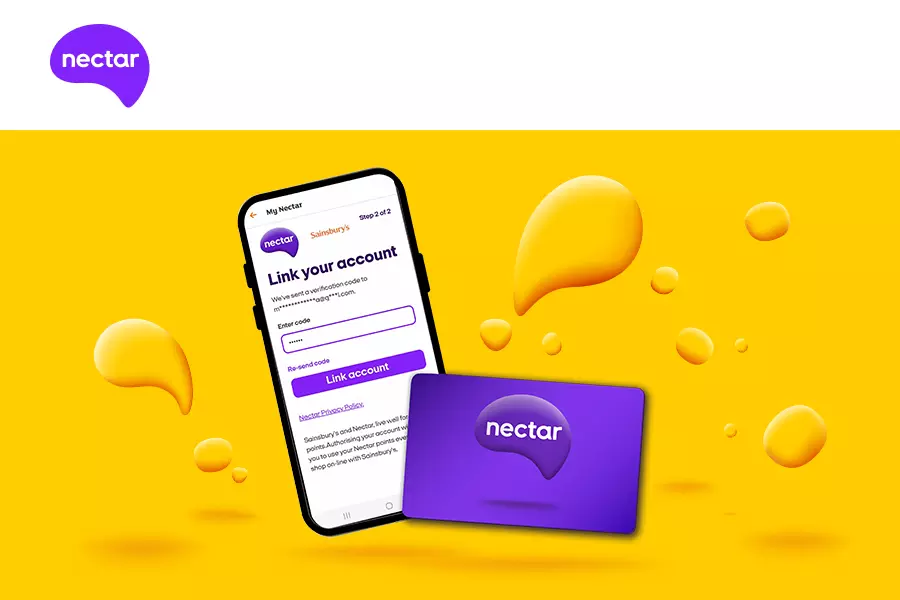 nectar
My Nectar
Step 2 of 2
nectar
Sainsbury's
Link your account
We've sent a verification code to
m************a@g***l.com.
Enter code
••••••
Re-send code
Link account
Nectar Privacy Policy.
Sainsbury's and Nectar, live well for
points.Authorising your account wi
you to use your Nectar points eve
shop on-line with Sainsbury's.
nectar